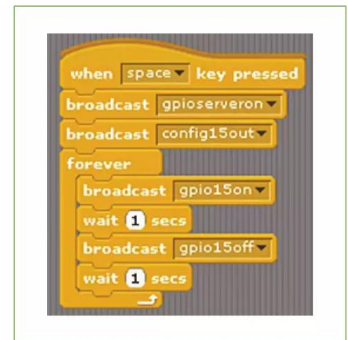 when space key pressed
broadcast gpioserveron
broadcast config15out
forever
broadcast gpio15on
wait 1 secs
broadcast gpio15off
wait 1 secs